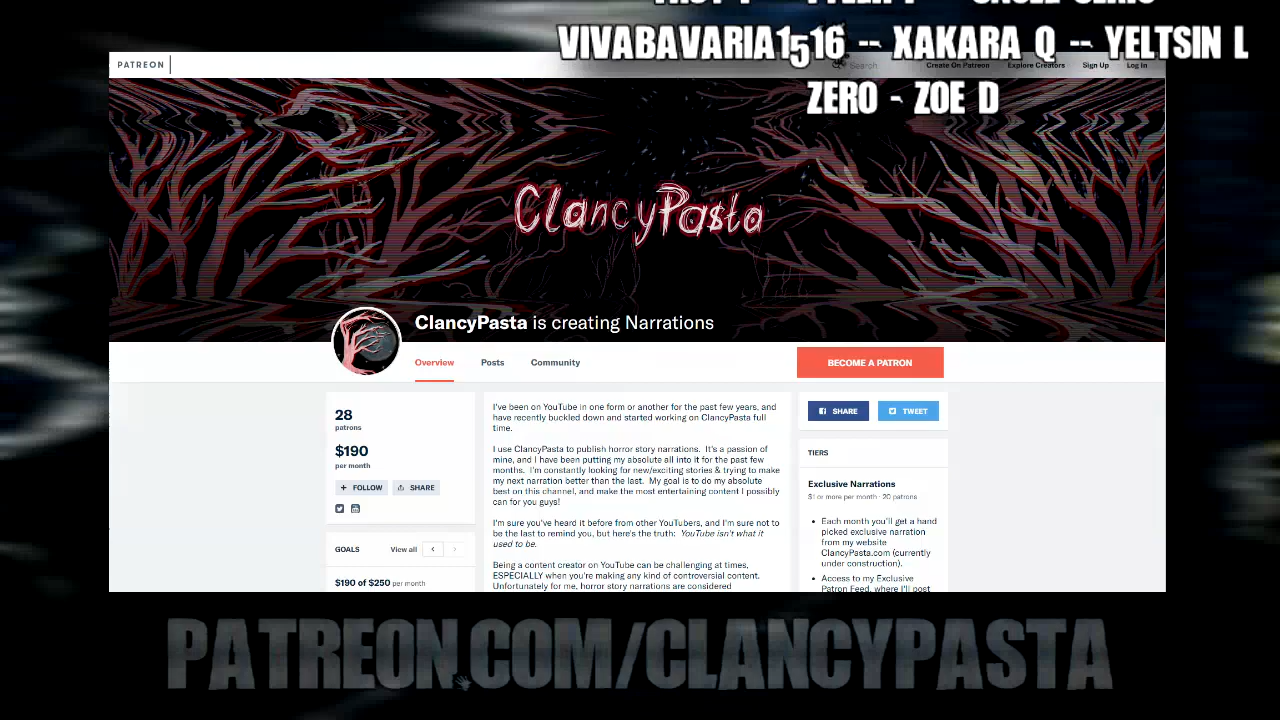 VIVABAVARIA1516 -- XAKARA Q -- YELTSIN L
ZERO - ZOE D
PATREON
Search
Create On Patreon
Explore Creators
Sign Up
Log In
ClancyPasta
ClancyPasta is creating Narrations
Overview
Posts
Community
BECOME A PATRON
28
patrons
$190
per month
FOLLOW
SHARE
GOALS
View all
$190 of $250 per month
I've been on YouTube in one form or another for the past few years, and
have recently buckled down and started working on ClancyPasta full
time.
I use ClancyPasta to publish horror story narrations. It's a passion of
mine, and I have been putting my absolute all into it for the past few
months. I'm constantly looking for new/exciting stories & trying to make
my next narration better than the last. My goal is to do my absolute
best on this channel, and make the most entertaining content I possibly
can for you guys!
I'm sure you've heard it before from other YouTubers, and I'm sure not to
be the last to remind you, but here's the truth: YouTube isn't what it
used to be.
Being a content creator on YouTube can be challenging at times,
ESPECIALLY when you're making any kind of controversial content.
Unfortunately for me, horror story narrations are considered
SHARE
TWEET
TIERS
Exclusive Narrations
$1 or more per month · 20 patrons
• Each month you'll get a hand
picked exclusive narration
from my website
ClancyPasta.com (currently
under construction).
• Access to my Exclusive
Patron Feed, where I'll post
PATREON.COM/CLANCYPASTA